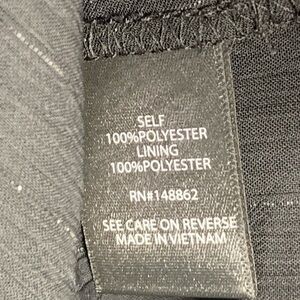 SELF
100%POLYESTER
LINING
100%POLYESTER
RN#148862
SEE CARE ON REVERSE
MADE IN VIETNAM